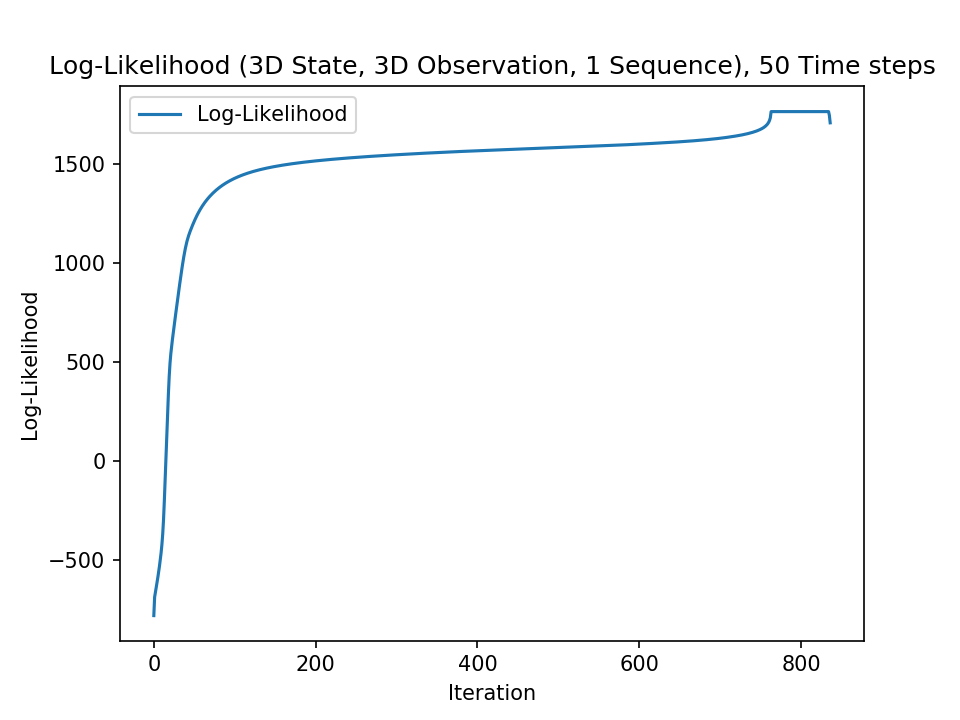 Log-Likelihood (3D State, 3D Observation, 1 Sequence), 50 Time steps
Log-Likelihood
1500
1000
500
0
−500
Log-Likelihood
0 200 400 600 800
Iteration